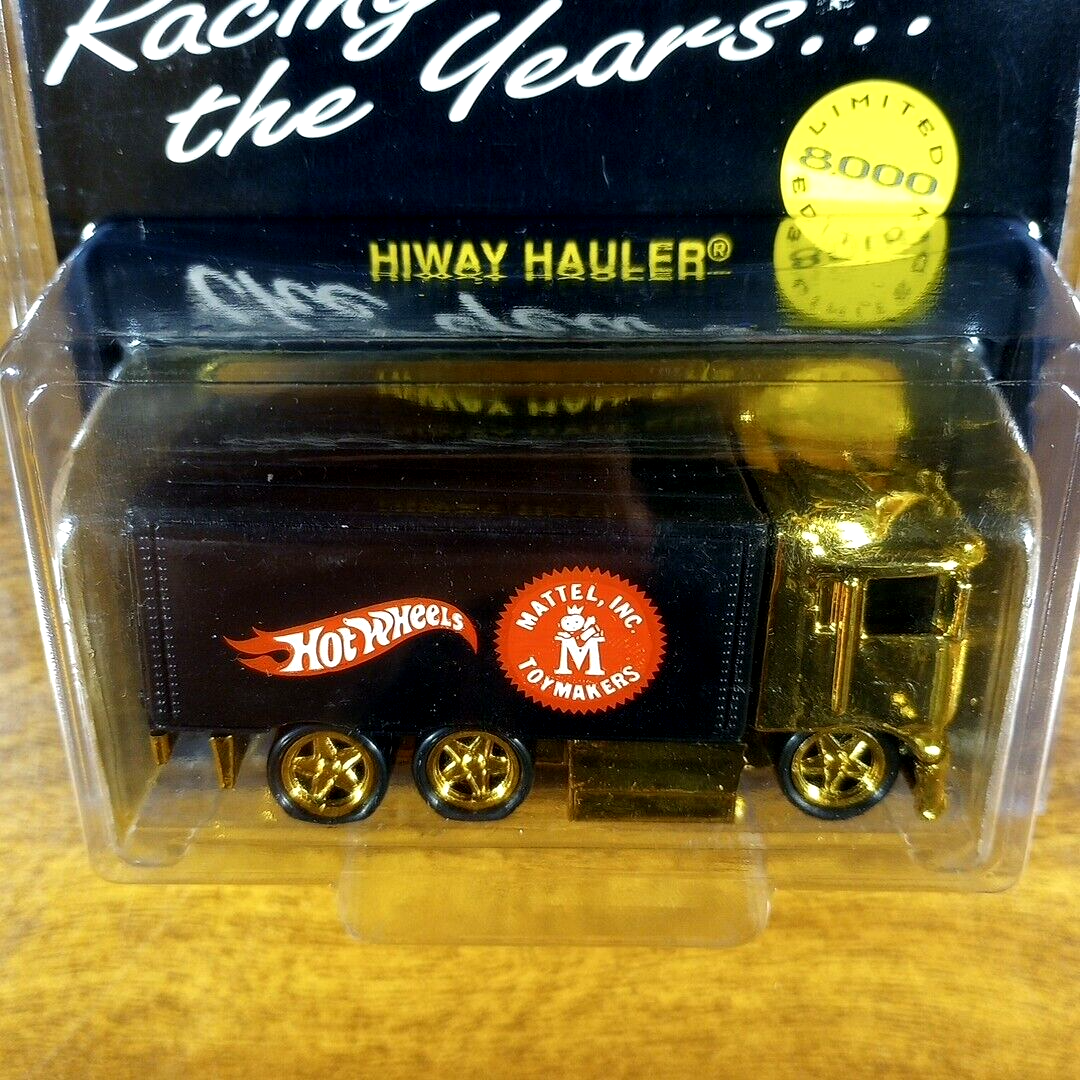 Racing
the Years...
LIMITED
8,000
EDITION
HIWAY HAULER®
HOT WHEELS
MATTEL, INC.
M
TOYMAKERS